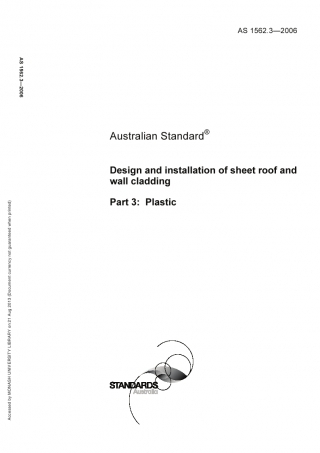 AS 1562.3—2006
AS 1562.3—2006
Australian Standard®
Design and installation of sheet roof and
wall cladding
Part 3: Plastic
Accessed by MONASH UNIVERSITY LIBRARY on 21 Aug 2013 (Document currency not guaranteed when printed)
STANDARDS
Australia